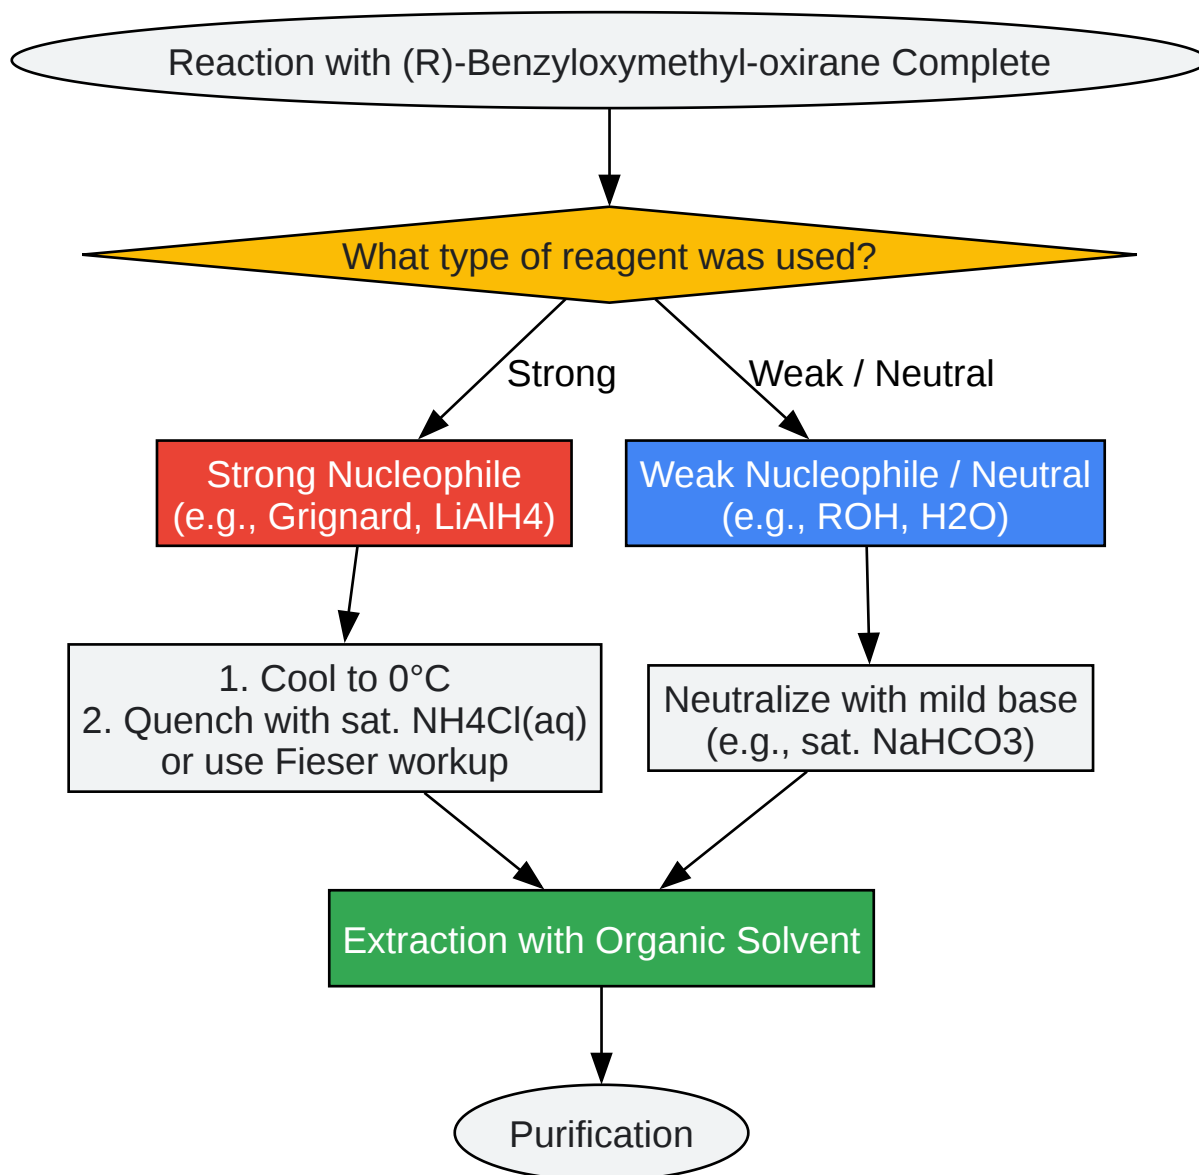 Reaction with (R)-Benzyloxymethyl-oxirane Complete
What type of reagent was used?
Strong
Weak / Neutral
Strong Nucleophile
(e.g., Grignard, LiAlH4)
Weak Nucleophile / Neutral
(e.g., ROH, H2O)
1. Cool to 0°C
2. Quench with sat. NH4Cl(aq)
or use Fieser workup
Neutralize with mild base
(e.g., sat. NaHCO3)
Extraction with Organic Solvent
Purification